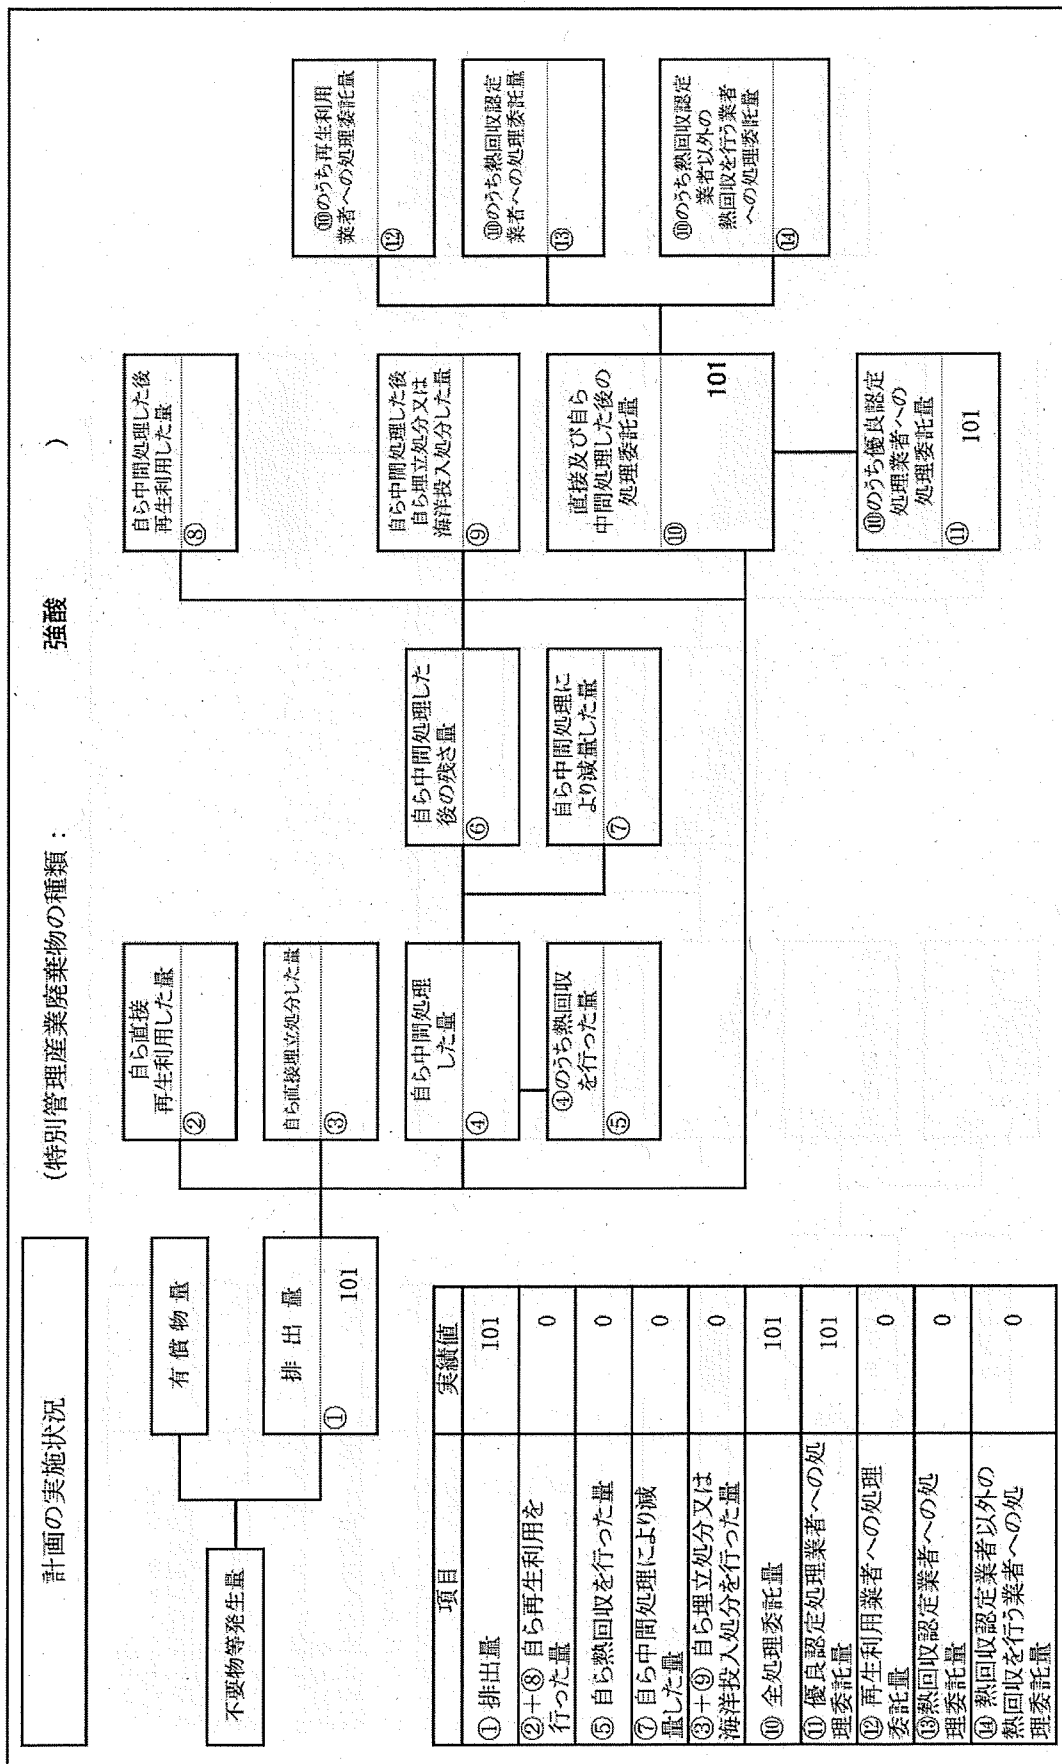 計画の実施状況
(特別管理産業廃棄物の種類：　強酸　)
不要物等発生量
有 償 物 量
排 出 量
① 101
自ら直接
再生利用した量
②
自ら直接埋立処分した量
③
自ら中間処理
した量
④
④のうち熱回収
を行った量
⑤
自ら中間処理した
後の残さ量
⑥
自ら中間処理に
より減量した量
⑦
自ら中間処理した後
再生利用した量
⑧
自ら中間処理した後
自ら埋立処分又は
海洋投入処分した量
⑨
直接及び自ら
中間処理した後の
処理委託量
⑩ 101
⑩のうち優良認定
処理業者への
処理委託量
⑪ 101
⑩のうち再生利用
業者への処理委託量
⑫
⑩のうち熱回収認定
業者への処理委託量
⑬
⑩のうち熱回収認定
業者以外の
熱回収を行う業者
への処理委託量
⑭
項目 実績値
① 排出量 101
②＋⑧ 自ら再生利用を
行った量 0
⑤ 自ら熱回収を行った量 0
⑦ 自ら中間処理により減
量した量 0
③＋⑨ 自ら埋立処分又は
海洋投入処分を行った量 0
⑩ 全処理委託量 101
⑪ 優良認定処理業者への処
理委託量 101
⑫ 再生利用業者への処理
委託量 0
⑬熱回収認定業者への処
理委託量 0
⑭ 熱回収認定業者以外の
熱回収を行う業者への処
理委託量 0